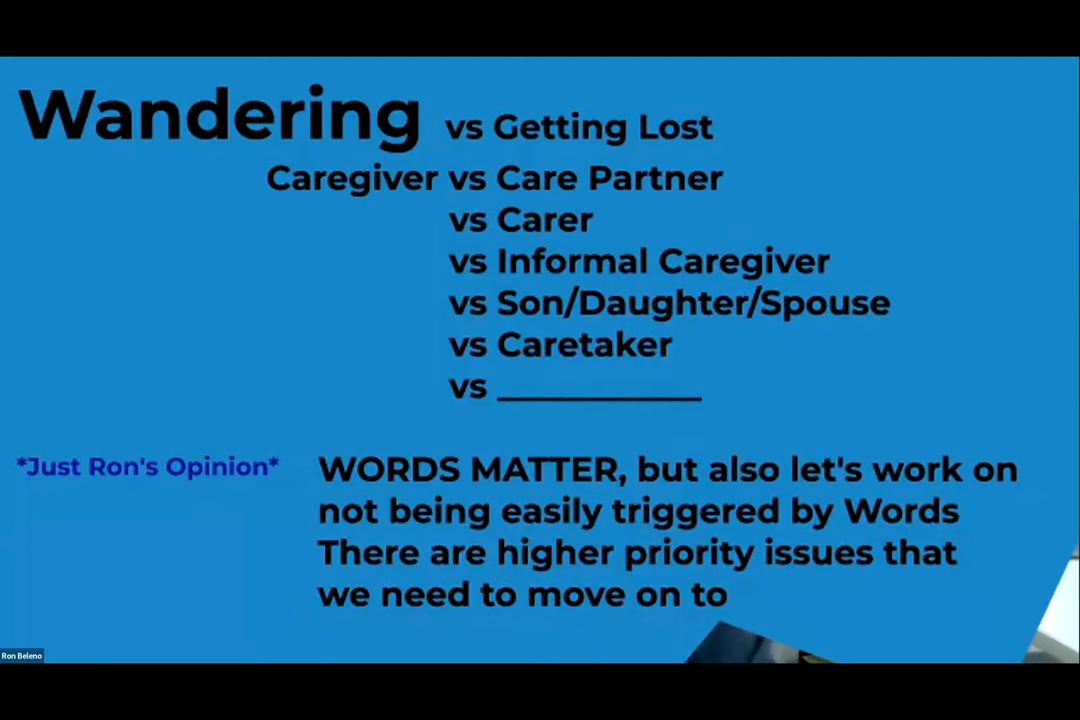 Wandering vs Getting Lost
Caregiver vs Care Partner
vs Carer
vs Informal Caregiver
vs Son/Daughter/Spouse
vs Caretaker
vs ___________
*Just Ron's Opinion*
WORDS MATTER, but also let's work on
not being easily triggered by Words
There are higher priority issues that
we need to move on to
Ron Beleno